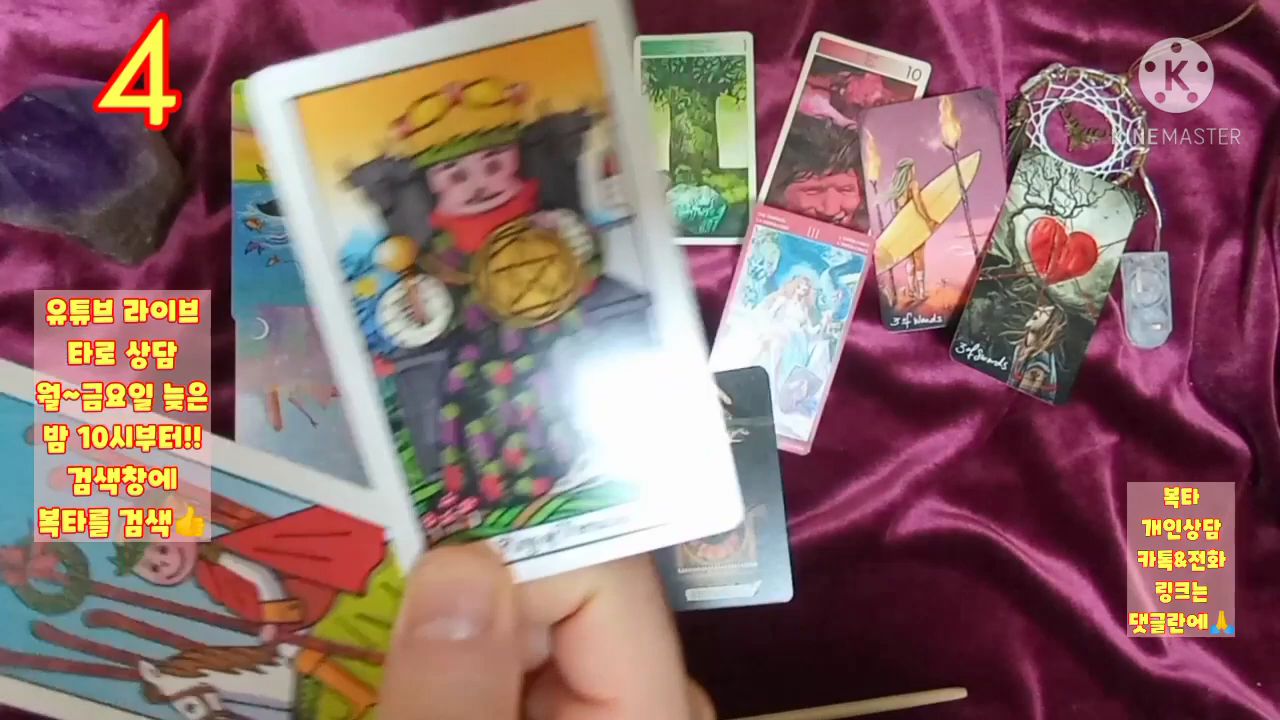 4
유튜브 라이브
타로 상담
월~금요일 늦은
밤 10시부터!!
검색창에
복타를 검색👍
1
10
K
KINEMASTER
III
3 of Wands
3 of Swords
복타
개인상담
카톡&전화
링크는
댓글란에🙏